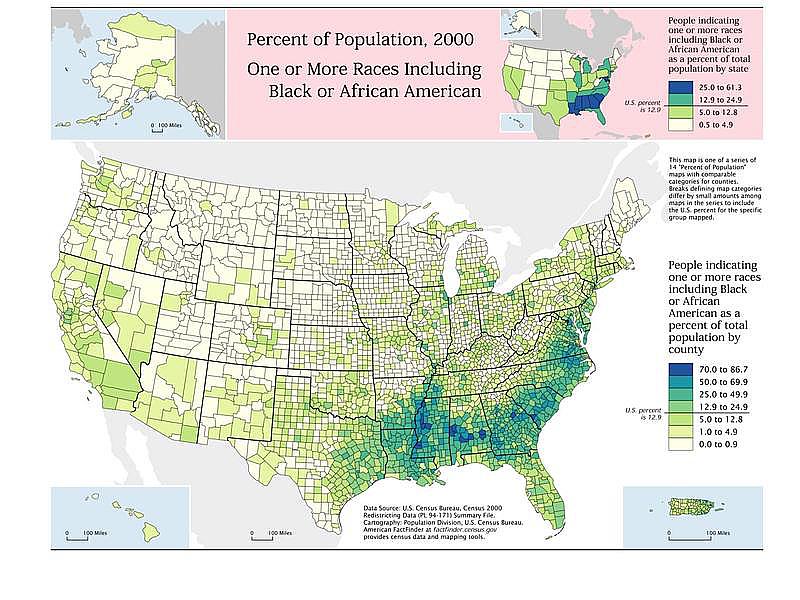 Percent of Population, 2000
One or More Races Including
Black or African American
0 100 Miles
People indicating
one or more races
including Black or
African American
as a percent of total
population by state
25.0 to 61.3
12.9 to 24.9
5.0 to 12.8
0.5 to 4.9
U.S. percent
is 12.9
This map is one of a series of
14 "Percent of Population"
maps with comparable
categories for counties.
Breaks defining map categories
differ by small amounts among
maps in the series to include
the U.S. percent for the specific
group mapped.
People indicating
one or more races
including Black
or African
American as a
percent of total
population by
county
70.0 to 86.7
50.0 to 69.9
25.0 to 49.9
12.9 to 24.9
5.0 to 12.8
1.0 to 4.9
0.0 to 0.9
U.S. percent
is 12.9
Data Source: U.S. Census Bureau, Census 2000
Redistricting Data (PL 94-171) Summary File.
Cartography: Population Division, U.S. Census Bureau.
American FactFinder at factfinder.census.gov
provides census data and mapping tools.
0 100 Miles
0 100 Miles
0 100 Miles